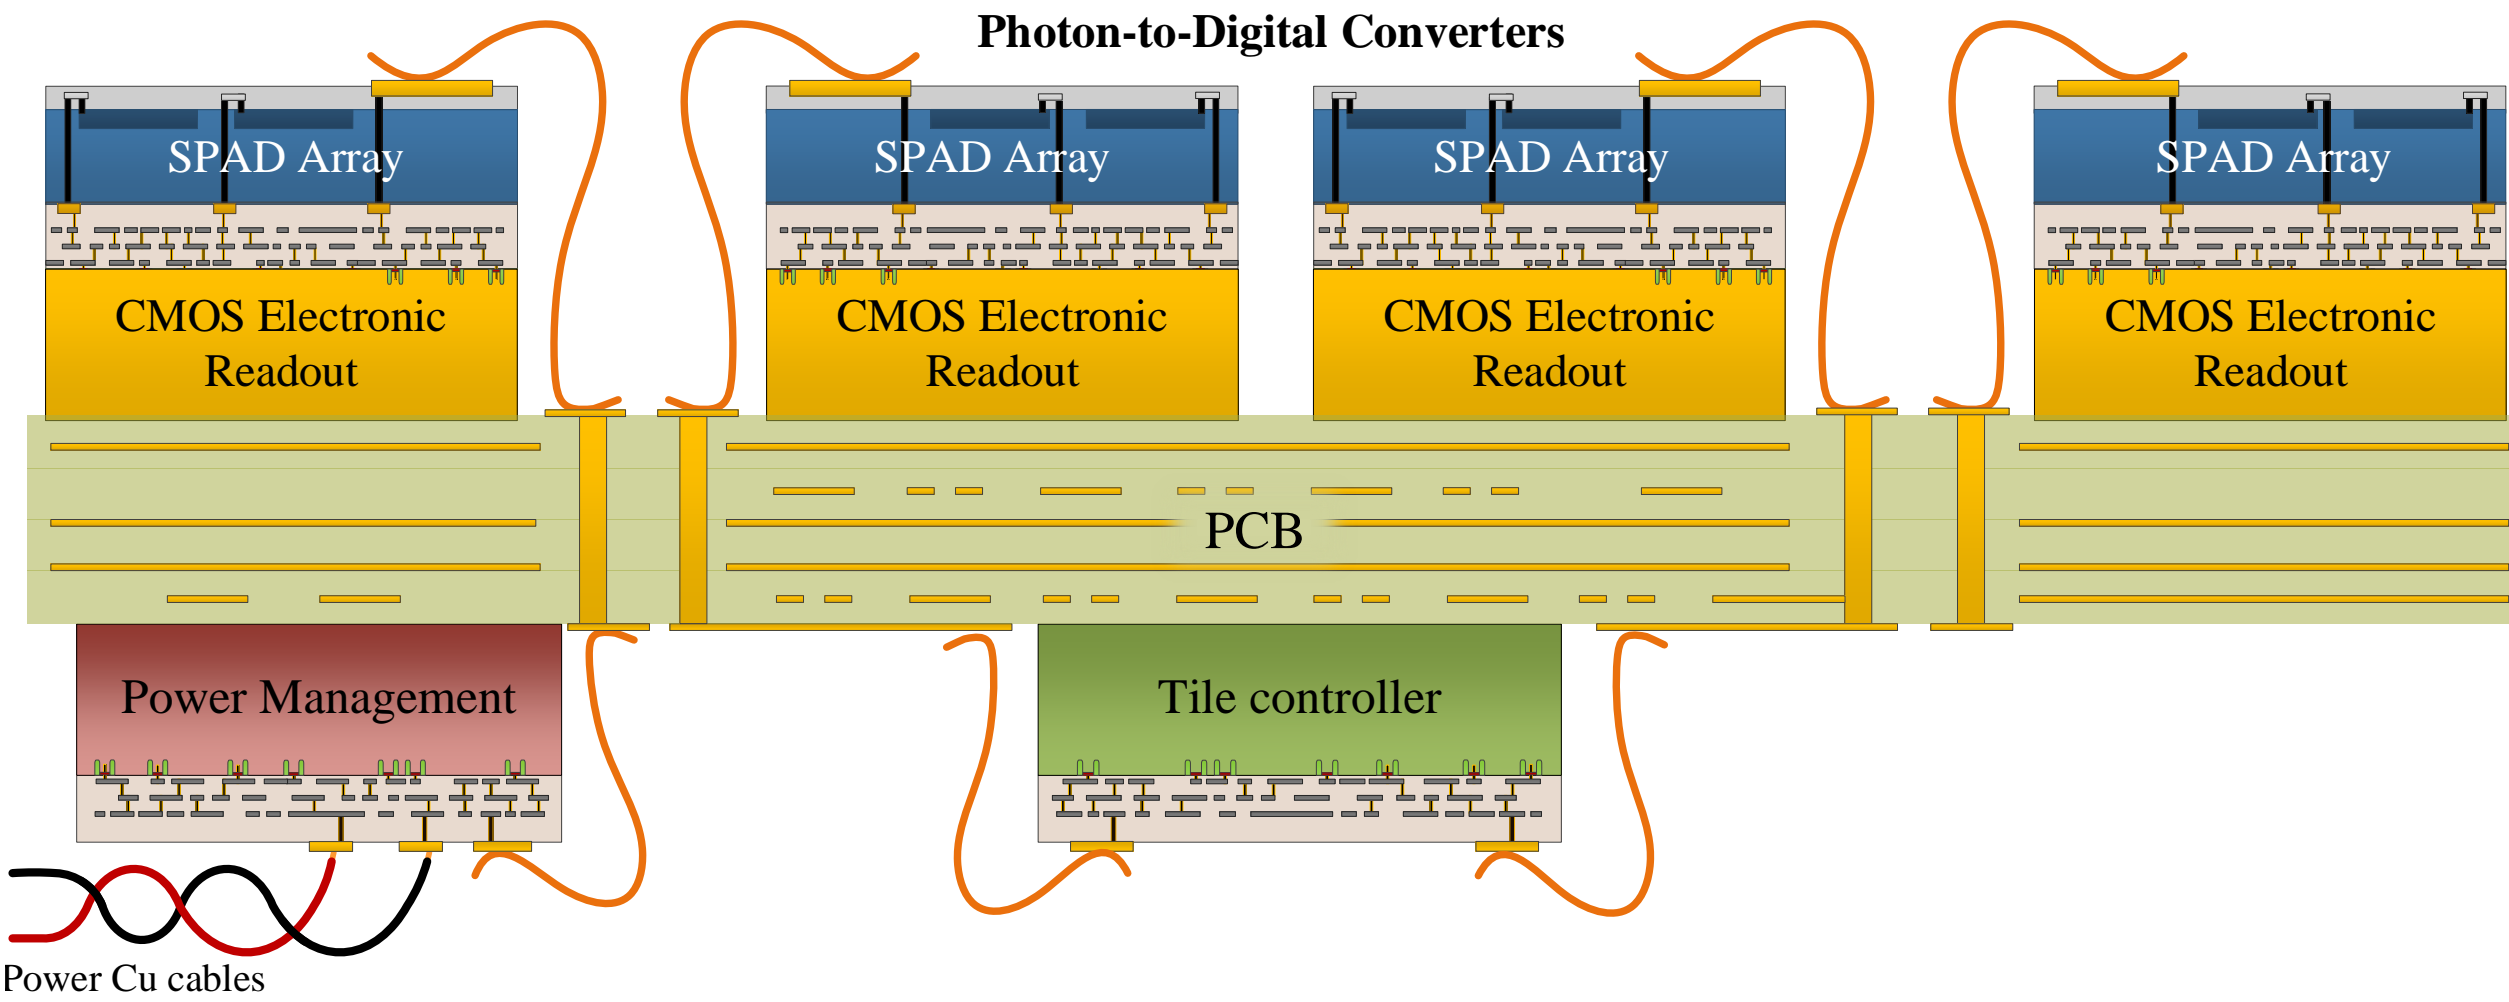 Photon-to-Digital Converters
SPAD Array
SPAD Array
SPAD Array
SPAD Array
CMOS Electronic
Readout
CMOS Electronic
Readout
CMOS Electronic
Readout
CMOS Electronic
Readout
PCB
Power Management
Tile controller
Power Cu cables